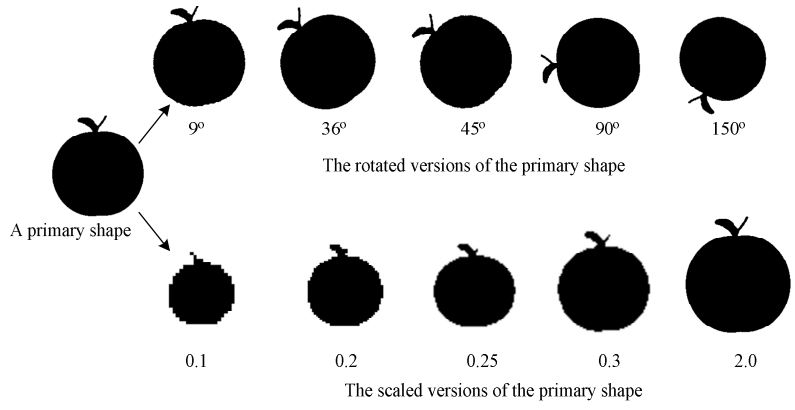 9º 36º 45º 90º 150º
The rotated versions of the primary shape
A primary shape
0.1 0.2 0.25 0.3 2.0
The scaled versions of the primary shape